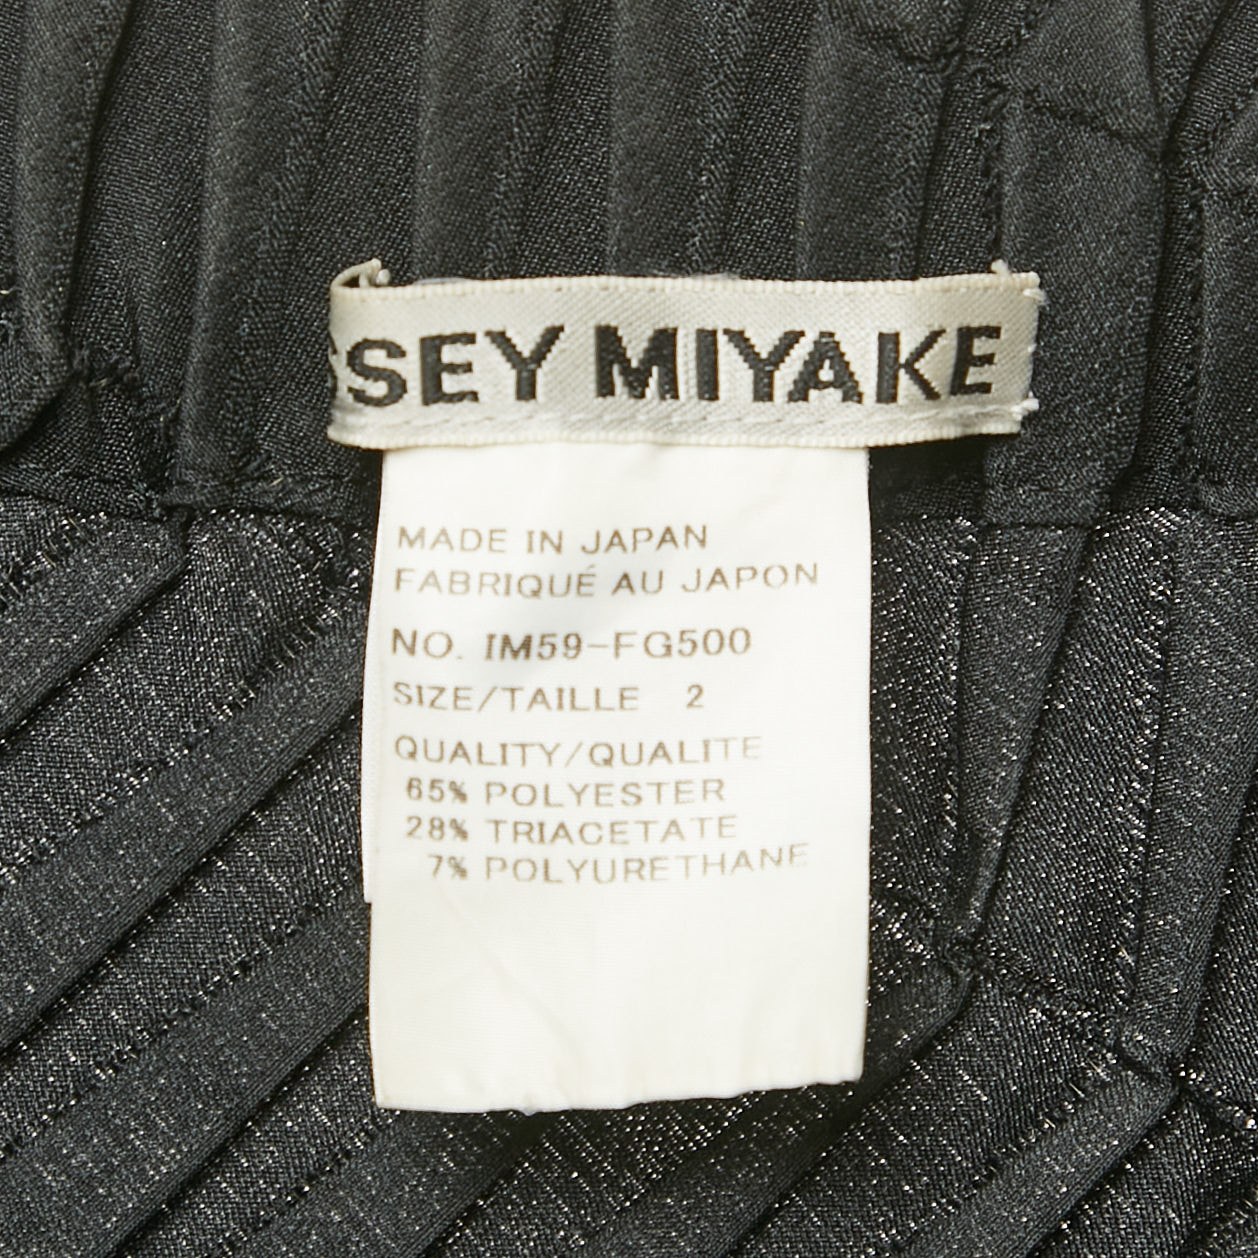 SSEY MIYAKE
MADE IN JAPAN
FABRIQUÉ AU JAPON
NO. IM59-FG500
SIZE/TAILLE 2
QUALITY/QUALITE
65% POLYESTER
28% TRIACETATE
7% POLYURETHANE